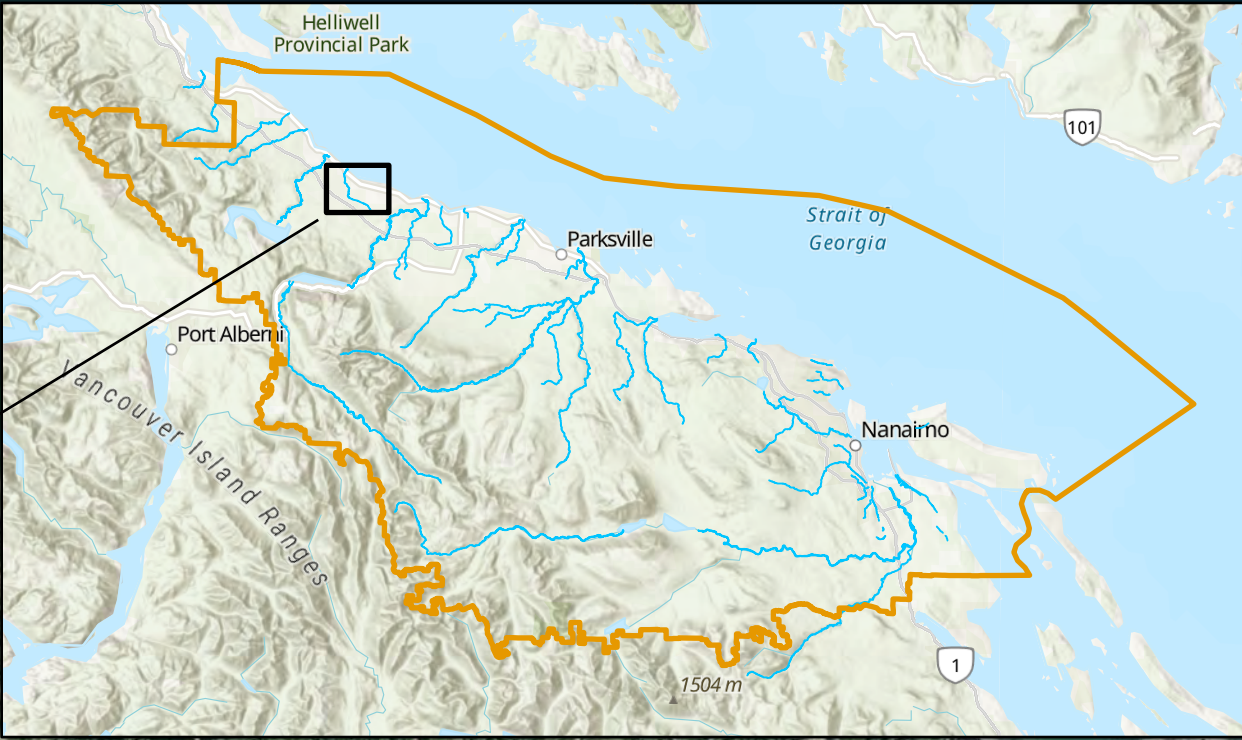 Helliwell
Provincial Park
101
Strait of
Georgia
Parksville
Port Alberni
Vancouver Island Ranges
Nanaimo
1
1504 m